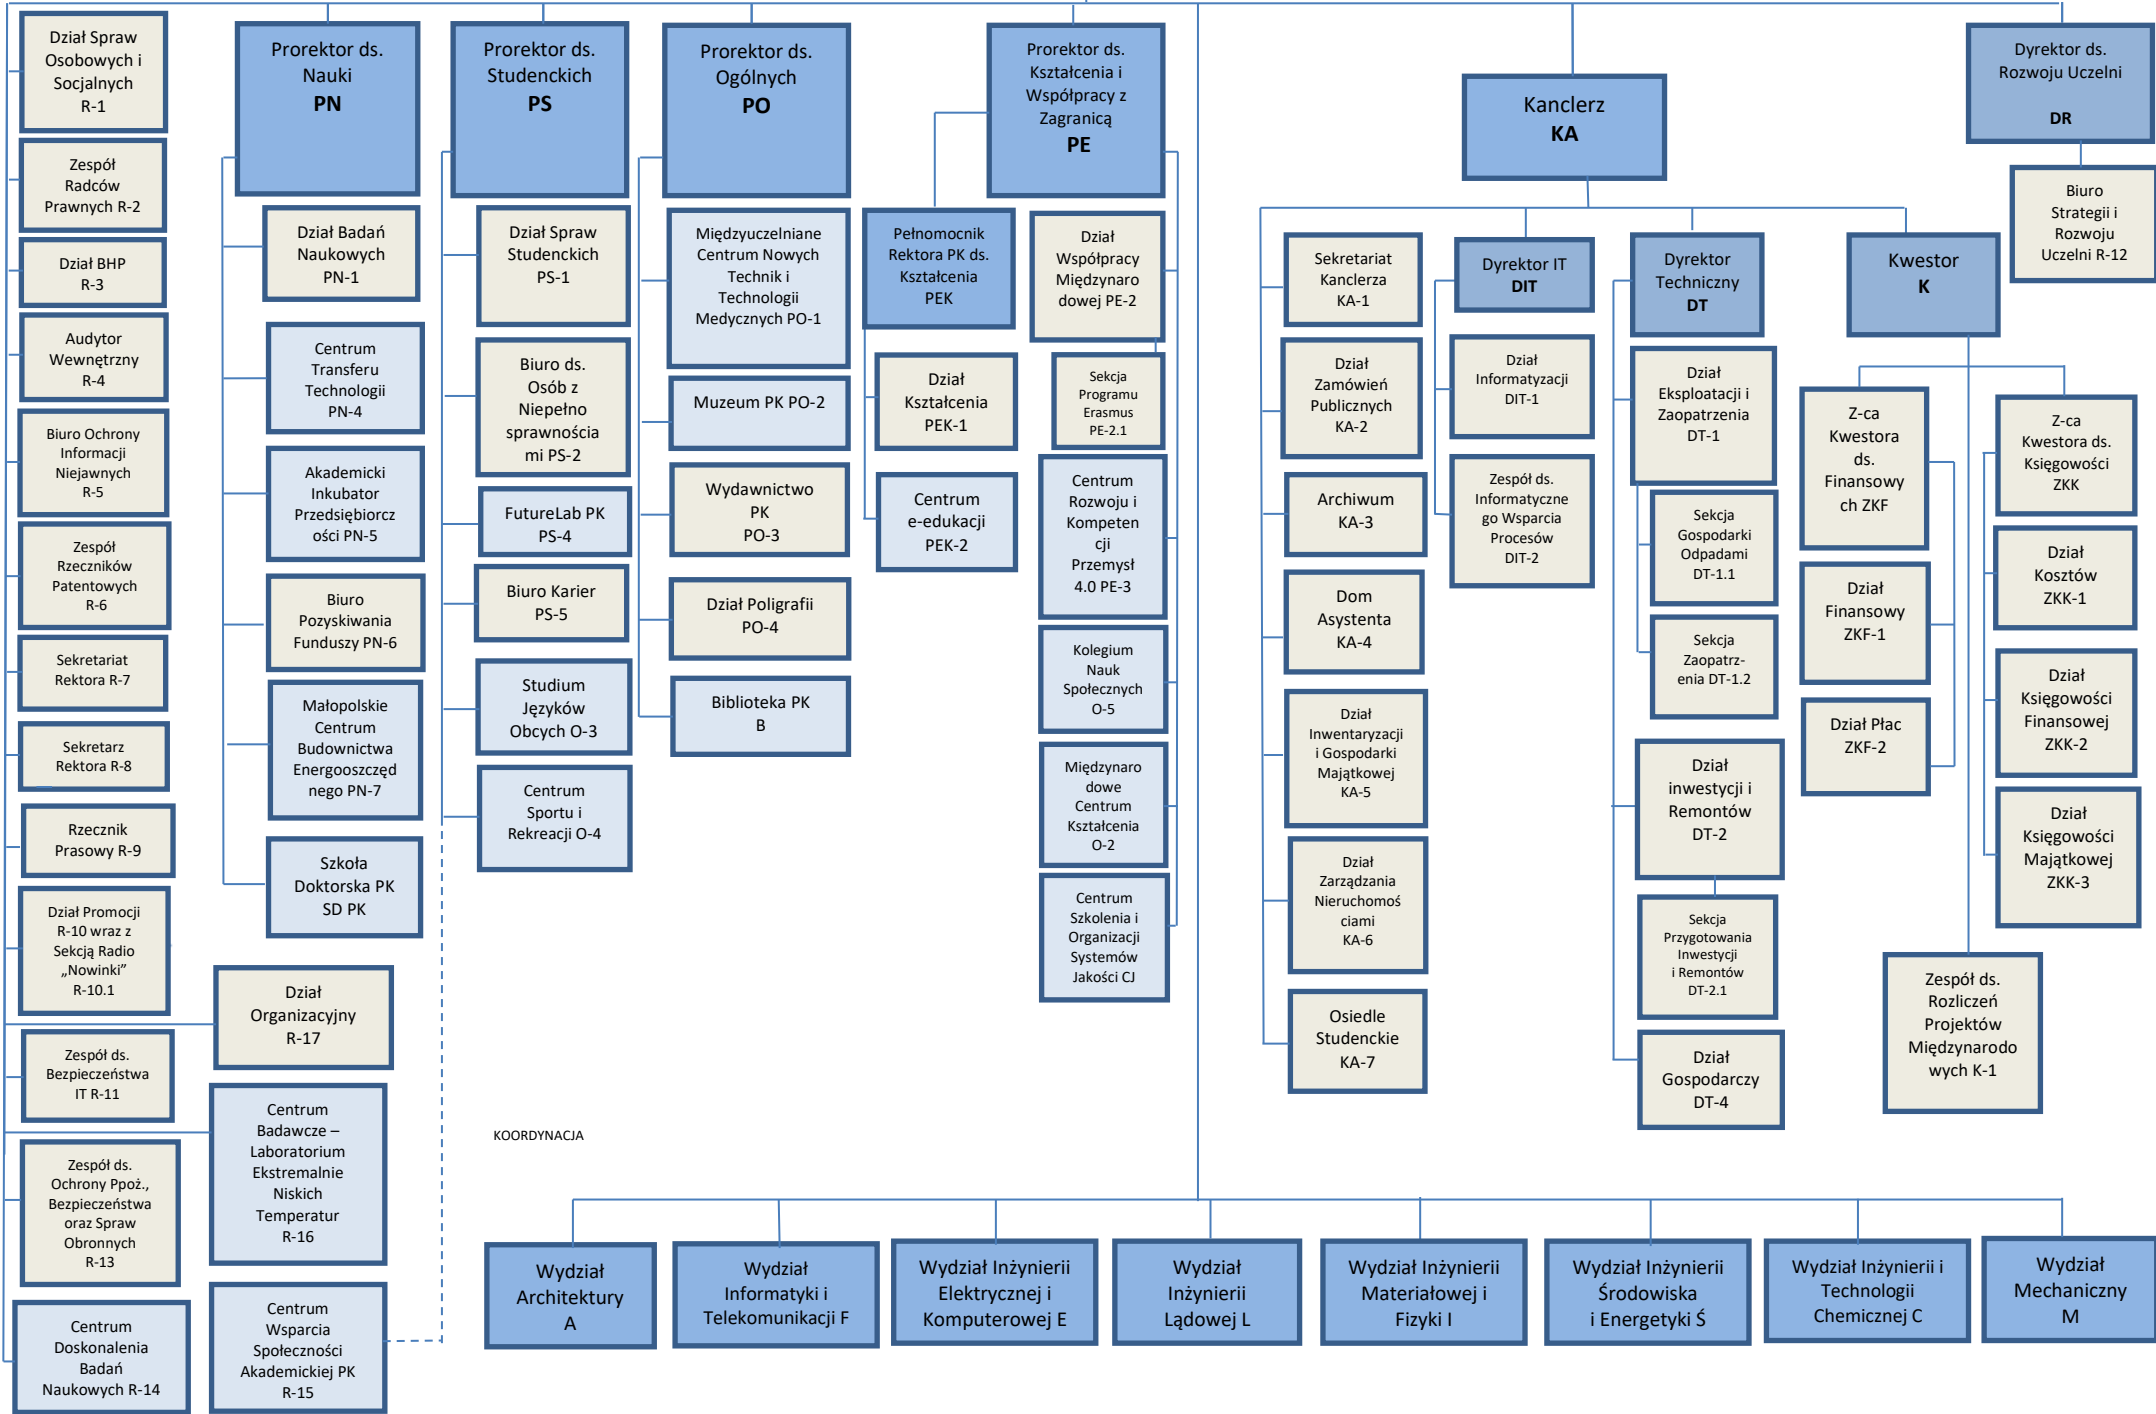 Dział Spraw
Osobowych i
Socjalnych
R-1
Zespół
Radców
Prawnych R-2
Dział BHP
R-3
Audytor
Wewnętrzny
R-4
Biuro Ochrony
Informacji
Niejawnych
R-5
Zespół
Rzeczników
Patentowych
R-6
Sekretariat
Rektora R-7
Sekretarz
Rektora R-8
Rzecznik
Prasowy R-9
Dział Promocji
R-10 wraz z
Sekcją Radio
„Nowinki”
R-10.1
Zespół ds.
Bezpieczeństwa
IT R-11
Zespół ds.
Ochrony Ppoż.,
Bezpieczeństwa
oraz Spraw
Obronnych
R-13
Centrum
Doskonalenia
Badań
Naukowych R-14
Prorektor ds.
Nauki
PN
Dział Badań
Naukowych
PN-1
Centrum
Transferu
Technologii
PN-4
Akademicki
Inkubator
Przedsiębiorcz
ości PN-5
Biuro
Pozyskiwania
Funduszy PN-6
Małopolskie
Centrum
Budownictwa
Energooszczęd
nego PN-7
Szkoła
Doktorska PK
SD PK
Dział
Organizacyjny
R-17
Centrum
Badawcze –
Laboratorium
Ekstremalnie
Niskich
Temperatur
R-16
Centrum
Wsparcia
Społeczności
Akademickiej PK
R-15
Prorektor ds.
Studenckich
PS
Dział Spraw
Studenckich
PS-1
Biuro ds.
Osób z
Niepełno
sprawnościa
mi PS-2
FutureLab PK
PS-4
Biuro Karier
PS-5
Studium
Języków
Obcych O-3
Centrum
Sportu i
Rekreacji O-4
Prorektor ds.
Ogólnych
PO
Międzyuczelniane
Centrum Nowych
Technik i
Technologii
Medycznych PO-1
Muzeum PK PO-2
Wydawnictwo
PK
PO-3
Dział Poligrafii
PO-4
Biblioteka PK
B
Prorektor ds.
Kształcenia i
Współpracy z
Zagranicą
PE
Pełnomocnik
Rektora PK ds.
Kształcenia
PEK
Dział
Kształcenia
PEK-1
Centrum
e-edukacji
PEK-2
Dział
Współpracy
Międzynaro
dowej PE-2
Sekcja
Programu
Erasmus
PE-2.1
Centrum
Rozwoju i
Kompeten
cji
Przemysł
4.0 PE-3
Kolegium
Nauk
Społecznych
O-5
Międzynaro
dowe
Centrum
Kształcenia
O-2
Centrum
Szkolenia i
Organizacji
Systemów
Jakości CJ
Kanclerz
KA
Sekretariat
Kanclerza
KA-1
Dział
Zamówień
Publicznych
KA-2
Archiwum
KA-3
Dom
Asystenta
KA-4
Dział
Inwentaryzacji
i Gospodarki
Majątkowej
KA-5
Dział
Zarządzania
Nieruchomoś
ciami
KA-6
Osiedle
Studenckie
KA-7
Dyrektor IT
DIT
Dział
Informatyzacji
DIT-1
Zespół ds.
Informatyczne
go Wsparcia
Procesów
DIT-2
Dyrektor
Techniczny
DT
Dział
Eksploatacji i
Zaopatrzenia
DT-1
Sekcja
Gospodarki
Odpadami
DT-1.1
Sekcja
Zaopatrz-
enia DT-1.2
Dział
inwestycji i
Remontów
DT-2
Sekcja
Przygotowania
Inwestycji
i Remontów
DT-2.1
Dział
Gospodarczy
DT-4
Kwestor
K
Z-ca
Kwestora
ds.
Finansowy
ch ZKF
Dział
Finansowy
ZKF-1
Dział Płac
ZKF-2
Z-ca
Kwestora ds.
Księgowości
ZKK
Dział
Kosztów
ZKK-1
Dział
Księgowości
Finansowej
ZKK-2
Dział
Księgowości
Majątkowej
ZKK-3
Zespół ds.
Rozliczeń
Projektów
Międzynarodo
wych K-1
Dyrektor ds.
Rozwoju Uczelni
DR
Biuro
Strategii i
Rozwoju
Uczelni R-12
KOORDYNACJA
Wydział
Architektury
A
Wydział
Informatyki i
Telekomunikacji F
Wydział Inżynierii
Elektrycznej i
Komputerowej E
Wydział
Inżynierii
Lądowej L
Wydział Inżynierii
Materiałowej i
Fizyki I
Wydział Inżynierii
Środowiska
i Energetyki Ś
Wydział Inżynierii i
Technologii
Chemicznej C
Wydział
Mechaniczny
M